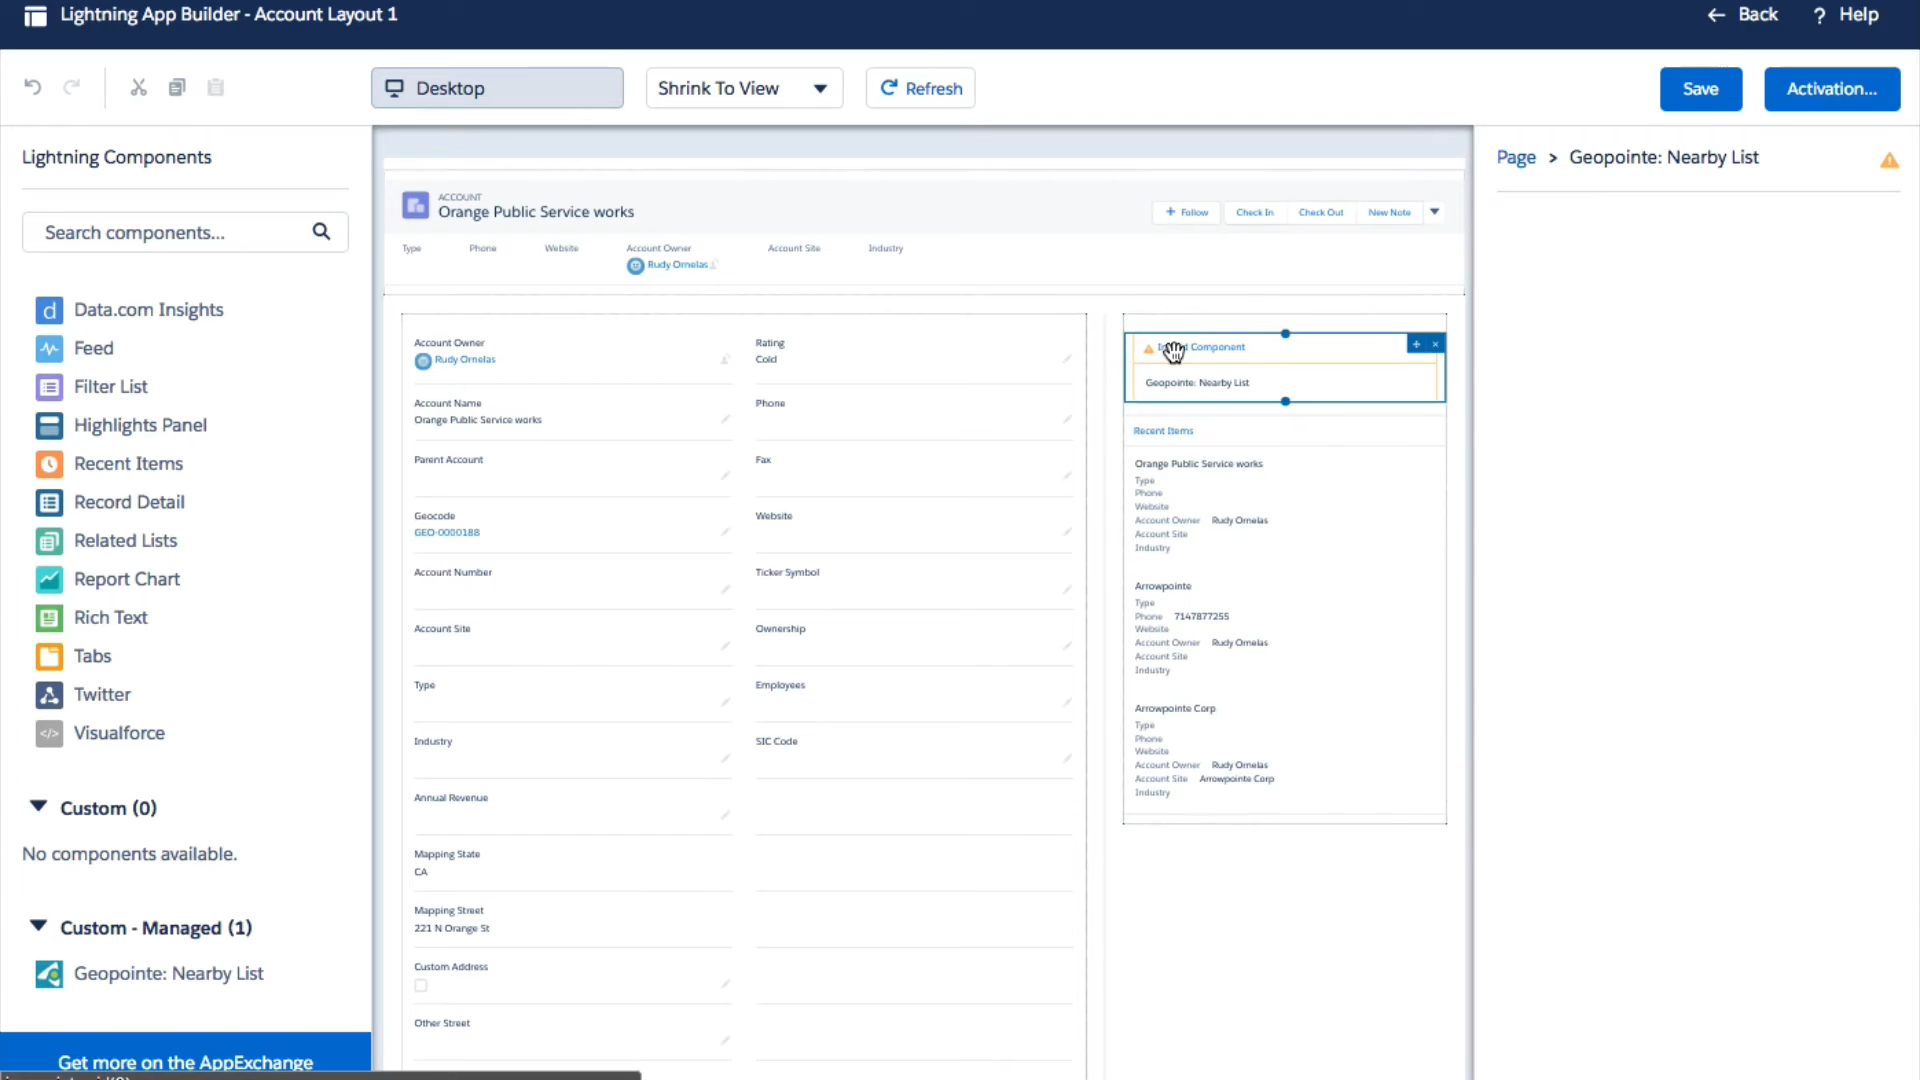 Lightning App Builder - Account Layout 1
Back
? Help
Desktop
Shrink To View
Refresh
Save
Activation...
Lightning Components
Search components...
Data.com Insights
Feed
Filter List
Highlights Panel
Recent Items
Record Detail
Related Lists
Report Chart
Rich Text
Tabs
Twitter
Visualforce
Custom (0)
No components available.
Custom - Managed (1)
Geopointe: Nearby List
Get more on the AppExchange
ACCOUNT
Orange Public Service works
+ Follow
Check In
Check Out
New Note
Type
Phone
Website
Account Owner
Account Site
Industry
Rudy Ornelas
Account Owner
Rudy Ornelas
Rating
Cold
Account Name
Orange Public Service works
Phone
Parent Account
Fax
Geocode
GEO-0000188
Website
Account Number
Ticker Symbol
Account Site
Ownership
Type
Employees
Industry
SIC Code
Annual Revenue
Mapping State
CA
Mapping Street
221 N Orange St
Custom Address
Other Street
Component
Geopointe: Nearby List
Recent Items
Orange Public Service works
Type
Phone
Website
Account Owner Rudy Ornelas
Account Site
Industry
Arrowpointe
Type
Phone 7147877255
Website
Account Owner Rudy Ornelas
Account Site
Industry
Arrowpointe Corp
Type
Phone
Website
Account Owner Rudy Ornelas
Account Site Arrowpointe Corp
Industry
Page > Geopointe: Nearby List